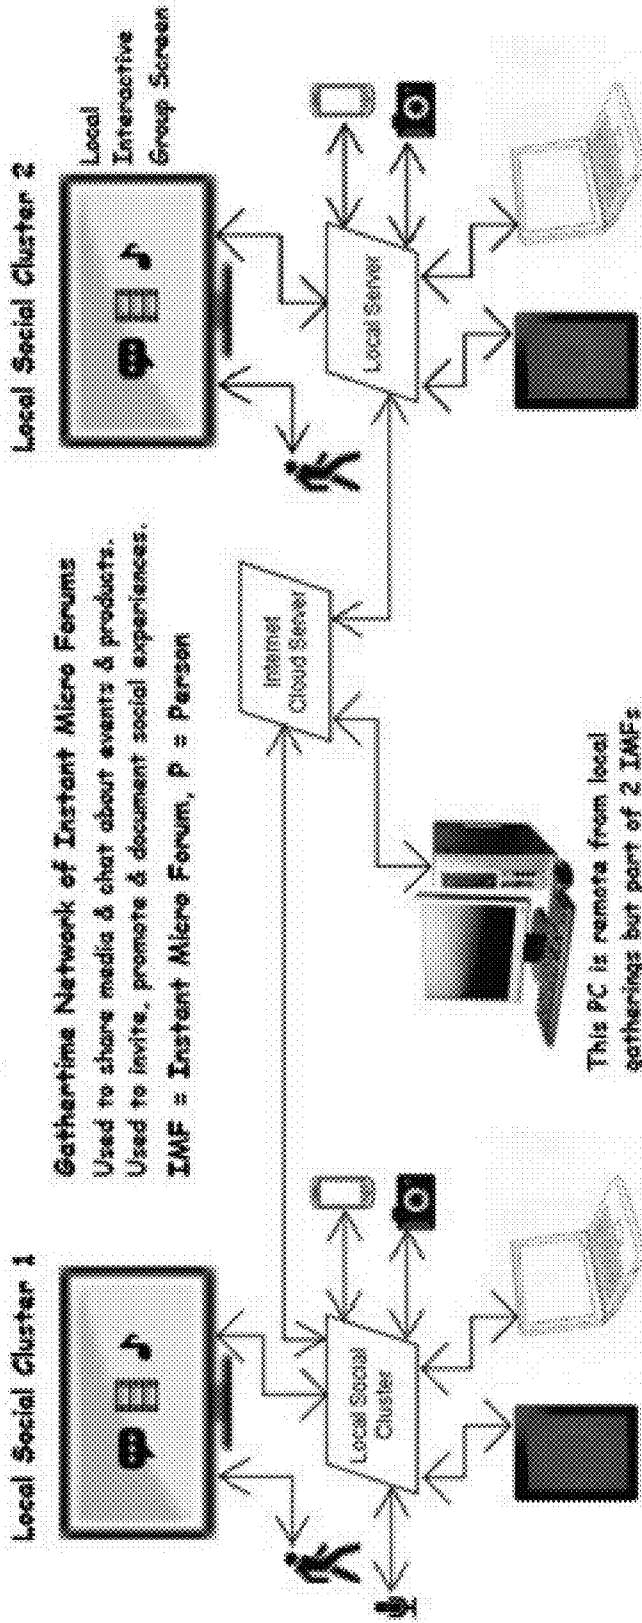 Local Social Cluster 1
Gathertime Network of Instant Micro Forums
Used to share media & chat about events & products.
Used to invite, promote & document social experiences.
IMF = Instant Micro Forum, P = Person
Local Social Cluster 2
Local
Interactive
Group Screen
Local Social
Cluster
Internet
Cloud Server
Local Server
This PC is remote from local
gatherings but part of 2 IMFs